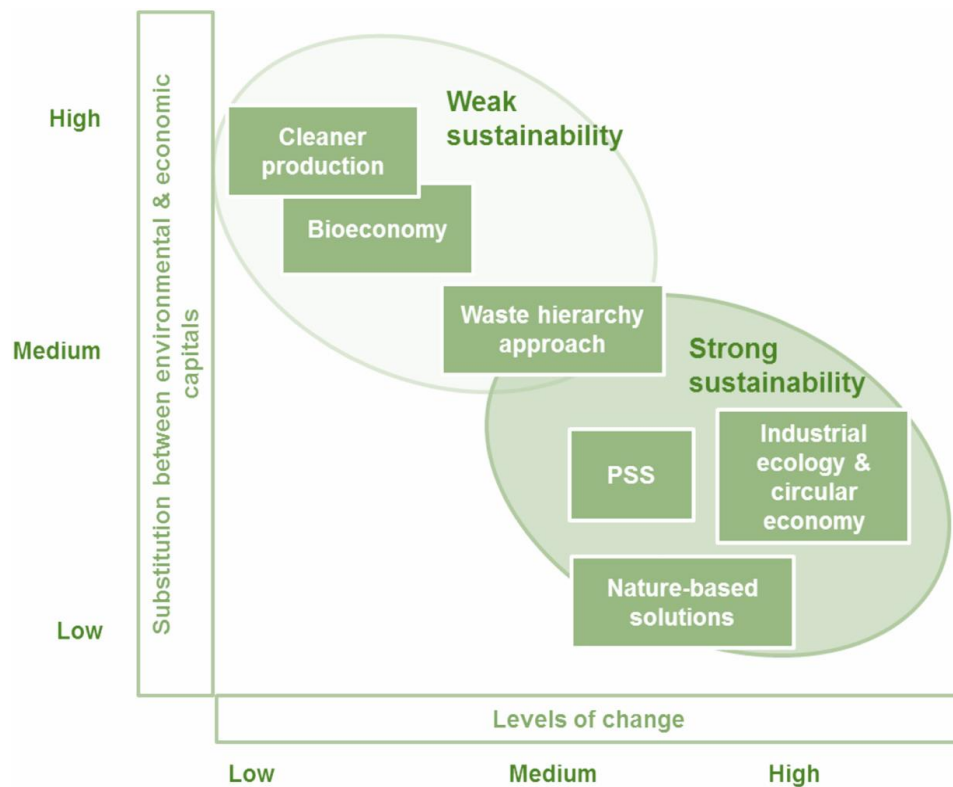 Substitution between environmental & economic
capitals
High
Medium
Low
Weak
sustainability
Cleaner
production
Bioeconomy
Waste hierarchy
approach
Strong
sustainability
Industrial
ecology &
circular
economy
PSS
Nature-based
solutions
Levels of change
Low
Medium
High